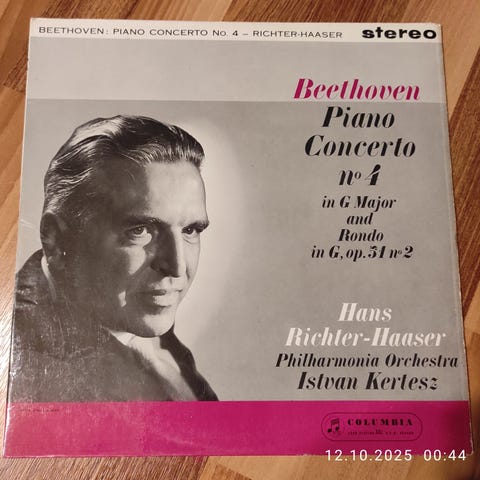 BEETHOVEN: PIANO CONCERTO No. 4 – RICHTER-HAASER
stereo
Beethoven
Piano
Concerto
nº 4
in G Major
and
Rondo
in G, op. 51 nº 2
Hans
Richter-Haaser
Philharmonia Orchestra
Istvan Kertesz
COLUMBIA
12.10.2025 00:44